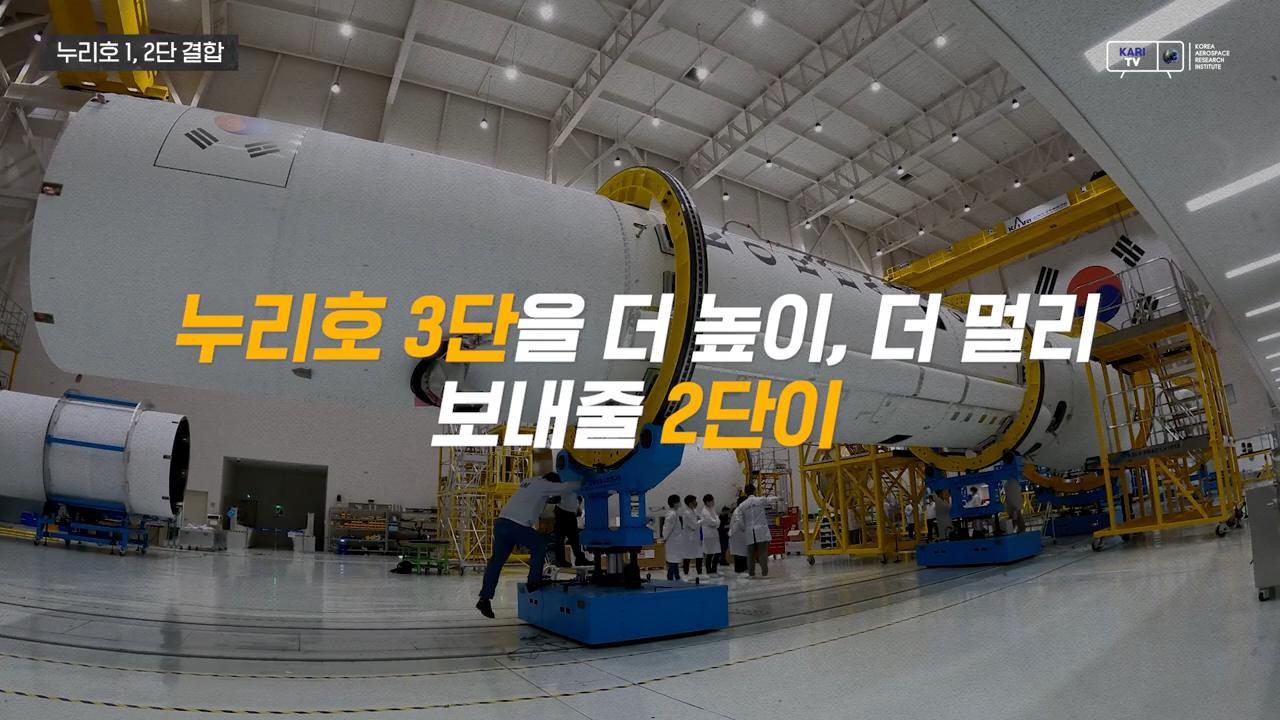 누리호 1, 2단 결합
KARI
TV
KOREA
AEROSPACE
RESEARCH
INSTITUTE
누리호 3단을 더 높이, 더 멀리
보내줄 2단이